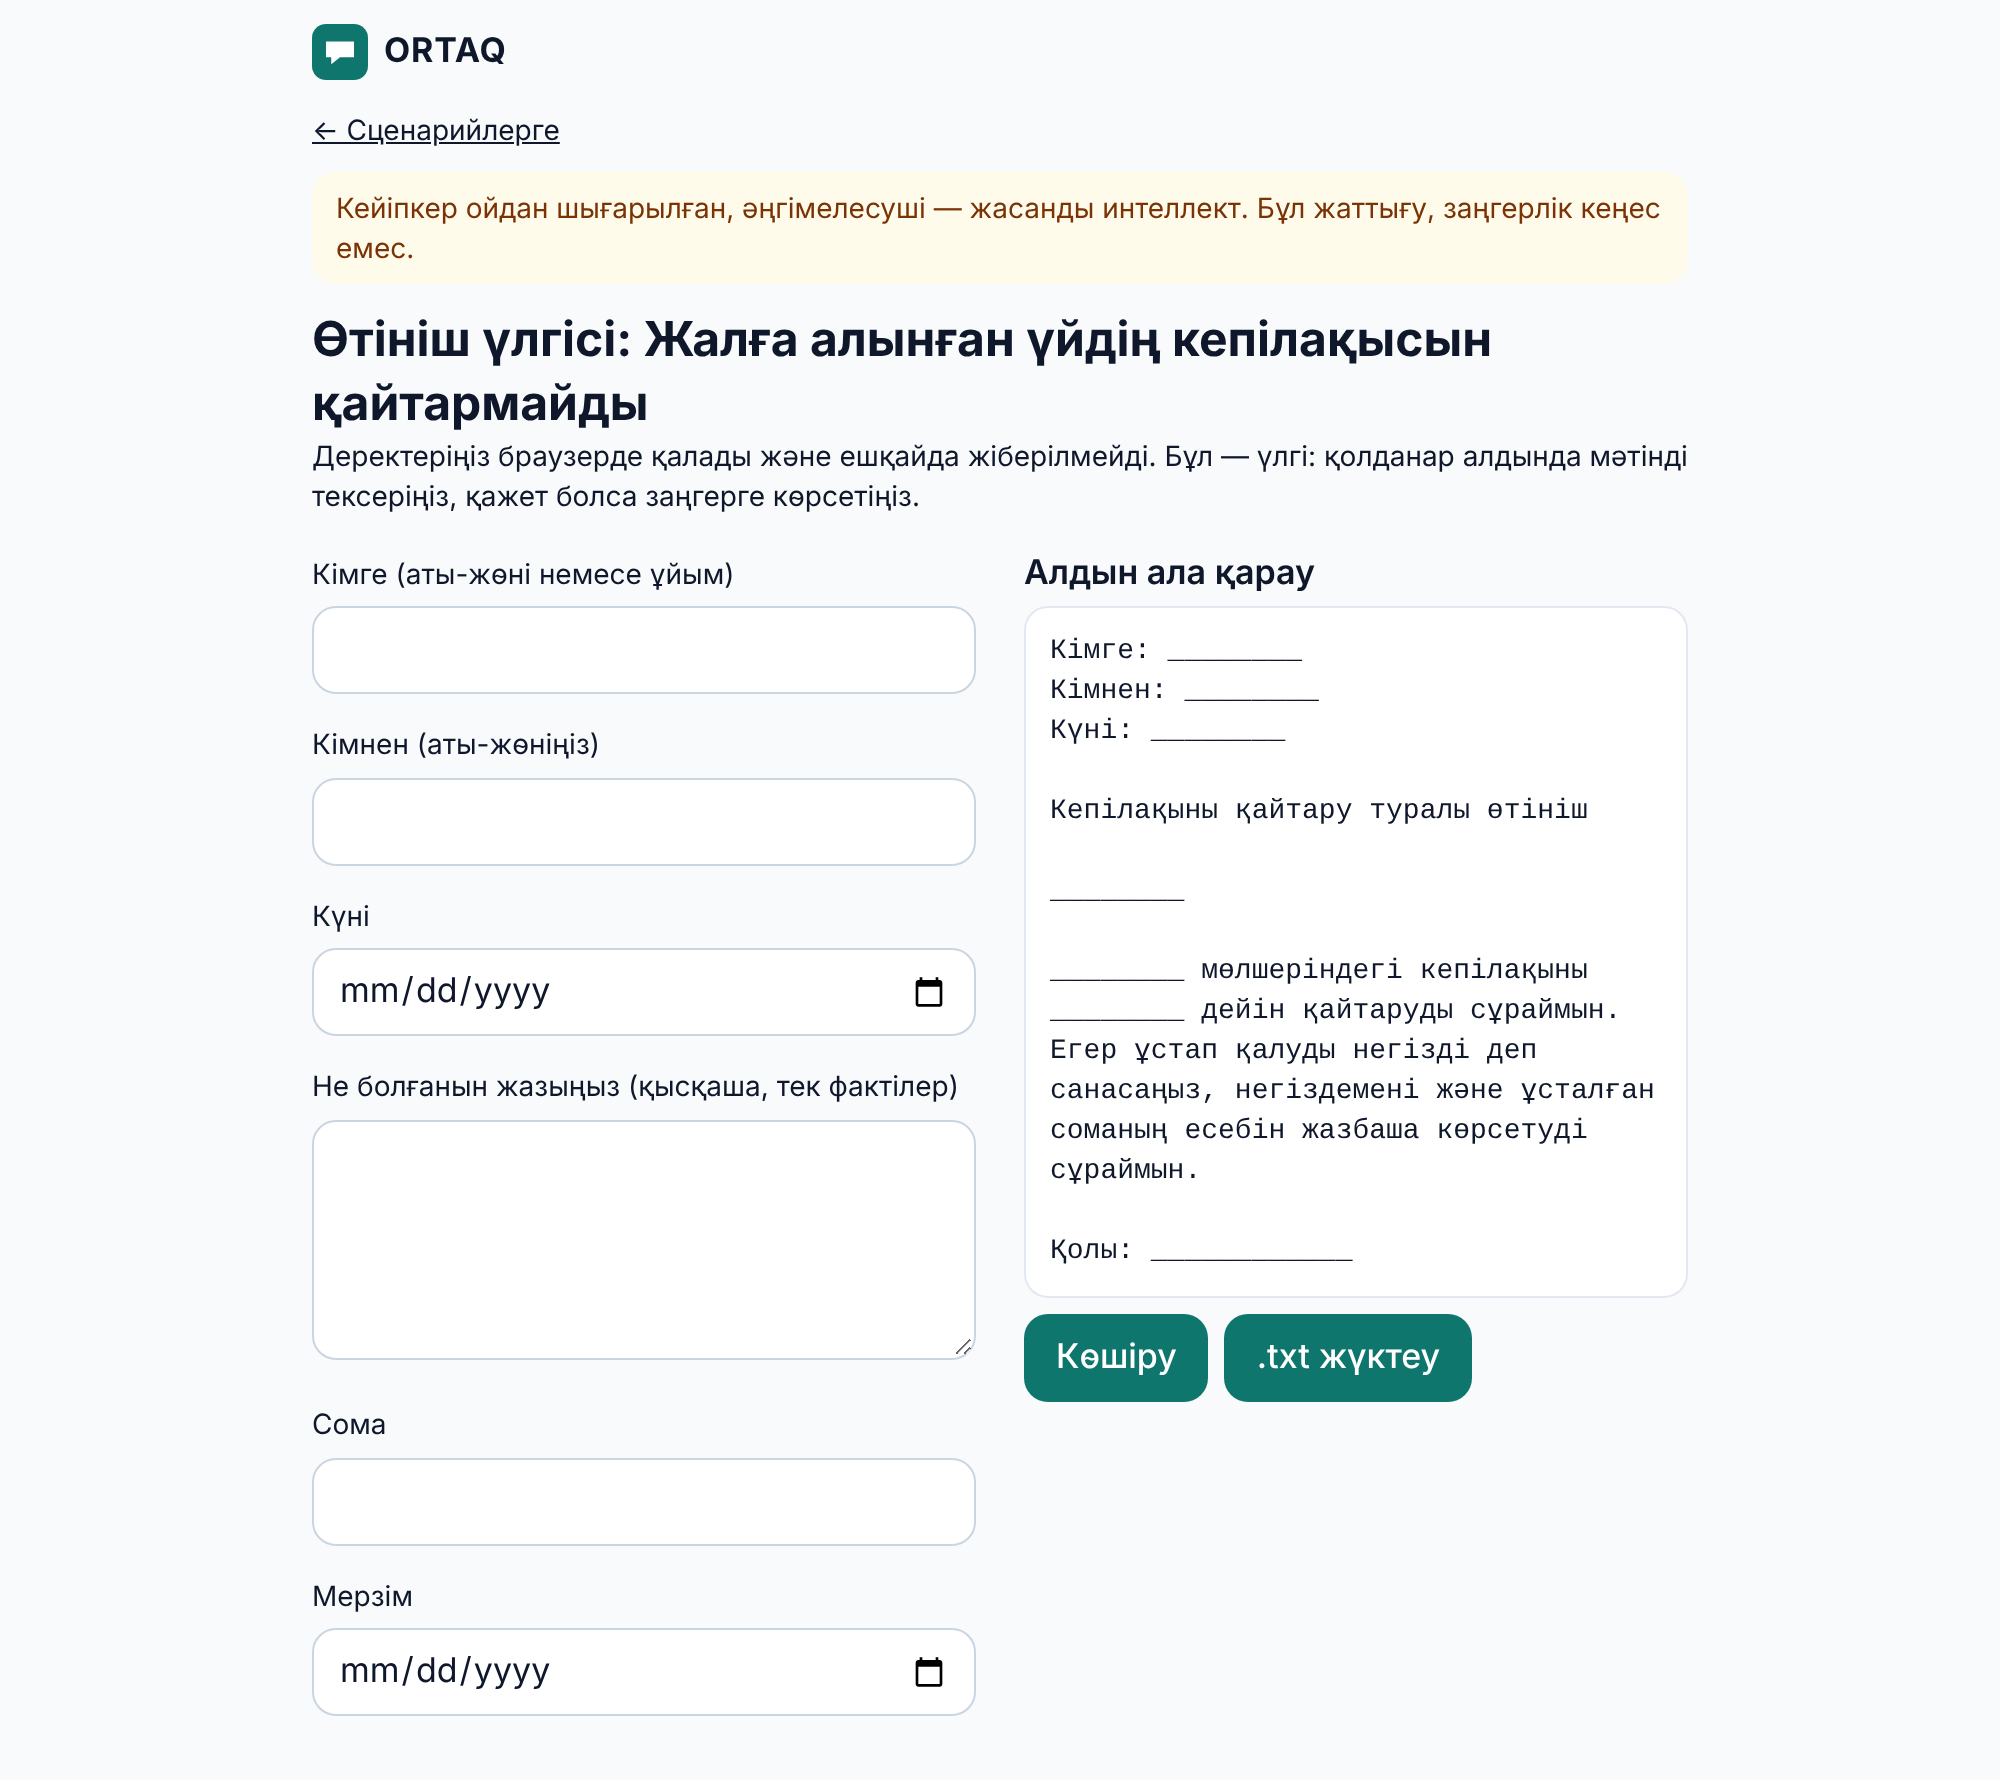 ORTAQ
← Сценарийлерге
Кейіпкер ойдан шығарылған, әңгімелесуші — жасанды интеллект. Бұл жаттығу, заңгерлік кеңес
емес.
Өтініш үлгісі: Жалға алынған үйдің кепілақысын
қайтармайды
Деректеріңіз браузерде қалады және ешқайда жіберілмейді. Бұл — үлгі: қолданар алдында мәтінді
тексеріңіз, қажет болса заңгерге көрсетіңіз.
Кімге (аты-жөні немесе ұйым)
Кімнен (аты-жөніңіз)
Күні
mm/dd/yyyy
Не болғанын жазыңыз (қысқаша, тек фактілер)
Сома
Мерзім
mm/dd/yyyy
Алдын ала қарау
Кімге: ________
Кімнен: ________
Күні: ________
Кепілақыны қайтару туралы өтініш
________
________ мөлшеріндегі кепілақыны
________ дейін қайтаруды сұраймын.
Егер ұстап қалуды негізді деп
санасаңыз, негіздемені және ұсталған
соманың есебін жазбаша көрсетуді
сұраймын.
Қолы: ____________
Көшіру
.txt жүктеу